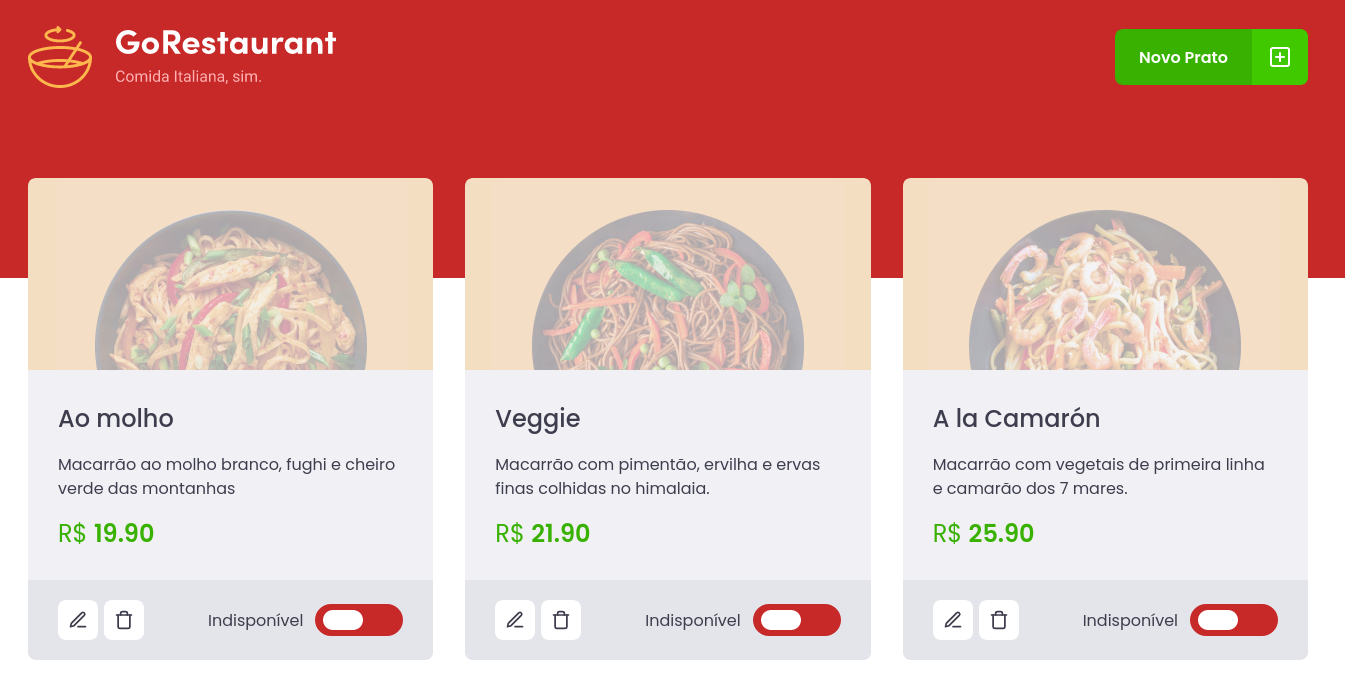 GoRestaurant
Comida Italiana, sim.
Novo Prato
Ao molho
Macarrão ao molho branco, fughi e cheiro
verde das montanhas
R$ 19.90
Indisponível
Veggie
Macarrão com pimentão, ervilha e ervas
finas colhidas no himalaia.
R$ 21.90
Indisponível
A la Camarón
Macarrão com vegetais de primeira linha
e camarão dos 7 mares.
R$ 25.90
Indisponível